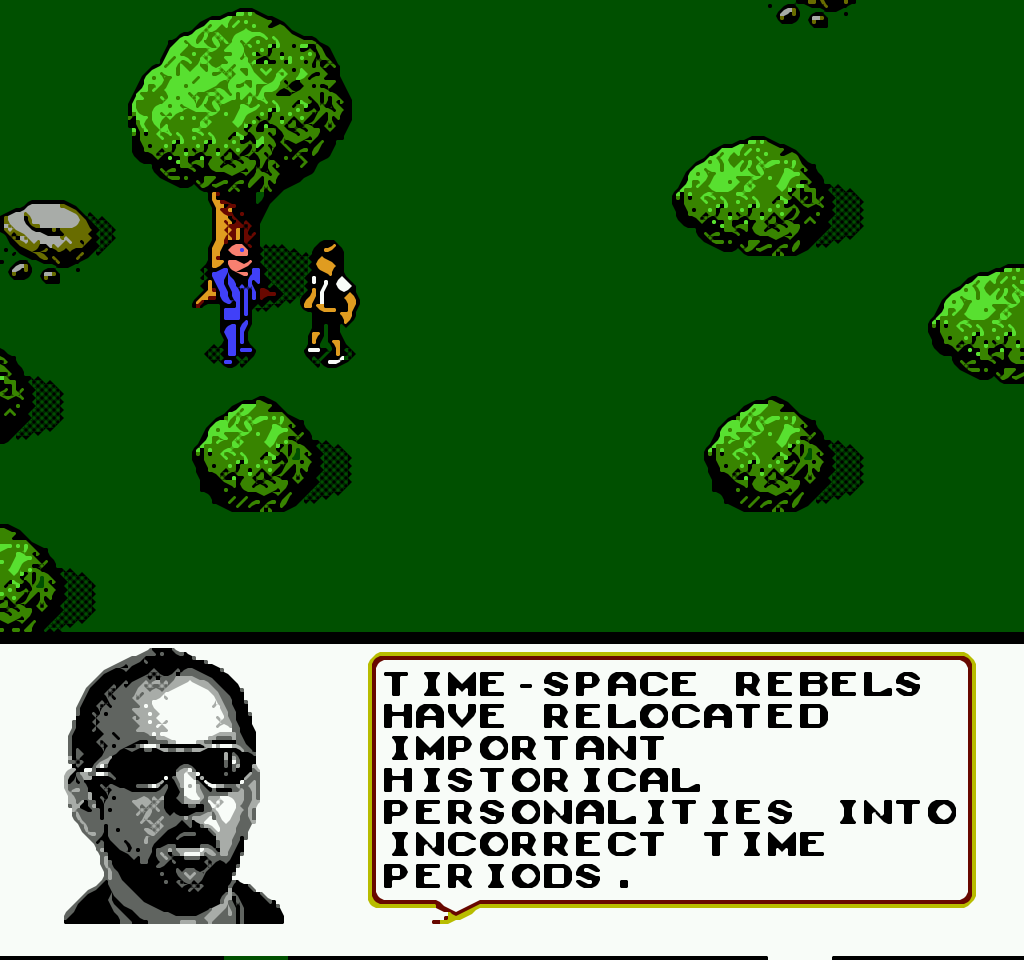 TIME-SPACE REBELS
HAVE RELOCATED
IMPORTANT
HISTORICAL
PERSONALITIES INTO
INCORRECT TIME
PERIODS.